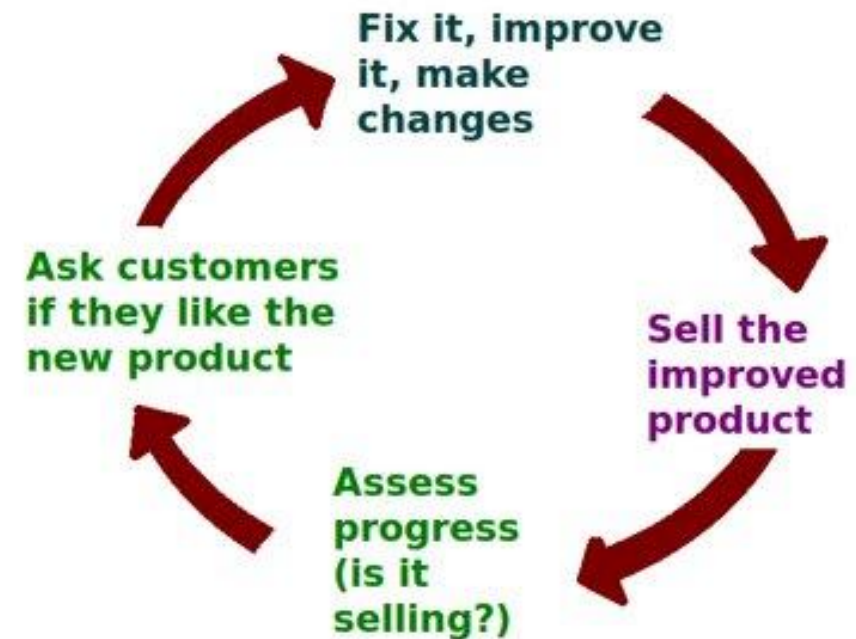 Fix it, improve
it, make
changes
Sell the
improved
product
Assess
progress
(is it
selling?)
Ask customers
if they like the
new product